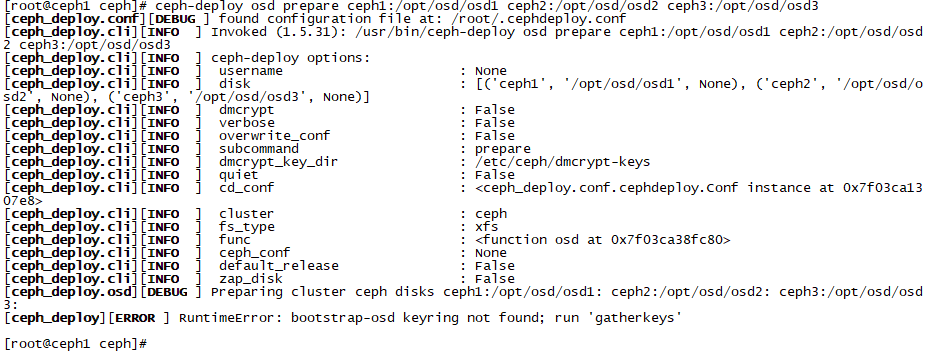 [root@ceph1 ceph]# ceph-deploy osd prepare ceph1:/opt/osd/osd1 ceph2:/opt/osd/osd2 ceph3:/opt/osd/osd3
[ceph_deploy.conf][DEBUG ] found configuration file at: /root/.cephdeploy.conf
[ceph_deploy.cli][INFO  ] Invoked (1.5.31): /usr/bin/ceph-deploy osd prepare ceph1:/opt/osd/osd1 ceph2:/opt/osd/osd
2 ceph3:/opt/osd/osd3
[ceph_deploy.cli][INFO  ] ceph-deploy options:
[ceph_deploy.cli][INFO  ]  username                      : None
[ceph_deploy.cli][INFO  ]  disk                          : [('ceph1', '/opt/osd/osd1', None), ('ceph2', '/opt/osd/o
sd2', None), ('ceph3', '/opt/osd/osd3', None)]
[ceph_deploy.cli][INFO  ]  dmcrypt                       : False
[ceph_deploy.cli][INFO  ]  verbose                       : False
[ceph_deploy.cli][INFO  ]  overwrite_conf                : False
[ceph_deploy.cli][INFO  ]  subcommand                    : prepare
[ceph_deploy.cli][INFO  ]  dmcrypt_key_dir               : /etc/ceph/dmcrypt-keys
[ceph_deploy.cli][INFO  ]  quiet                         : False
[ceph_deploy.cli][INFO  ]  cd_conf                       : <ceph_deploy.conf.cephdeploy.Conf instance at 0x7f03ca13
07e8>
[ceph_deploy.cli][INFO  ]  cluster                       : ceph
[ceph_deploy.cli][INFO  ]  fs_type                       : xfs
[ceph_deploy.cli][INFO  ]  func                          : <function osd at 0x7f03ca38fc80>
[ceph_deploy.cli][INFO  ]  ceph_conf                     : None
[ceph_deploy.cli][INFO  ]  default_release               : False
[ceph_deploy.cli][INFO  ]  zap_disk                      : False
[ceph_deploy.osd][DEBUG ] Preparing cluster ceph disks ceph1:/opt/osd/osd1: ceph2:/opt/osd/osd2: ceph3:/opt/osd/osd
3:
[ceph_deploy][ERROR ] RuntimeError: bootstrap-osd keyring not found; run 'gatherkeys'
[root@ceph1 ceph]#